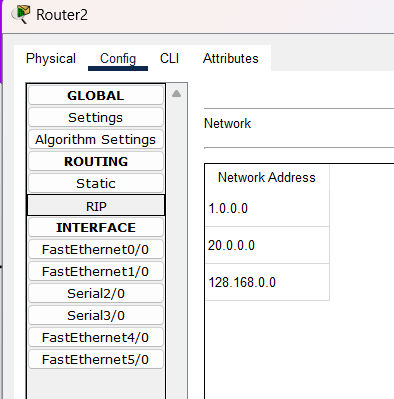 Router2
Physical Config CLI Attributes
GLOBAL
Settings
Algorithm Settings
ROUTING
Static
RIP
INTERFACE
FastEthernet0/0
FastEthernet1/0
Serial2/0
Serial3/0
FastEthernet4/0
FastEthernet5/0
Network
Network Address
1.0.0.0
20.0.0.0
128.168.0.0